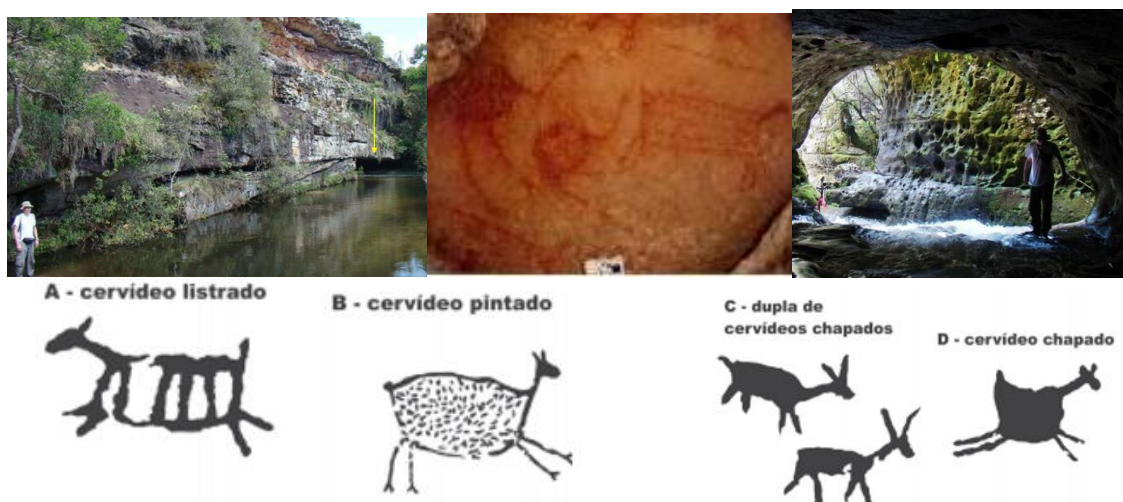 A - cervídeo listrado
B - cervídeo pintado
C - dupla de
cervídeos chapados
D - cervídeo chapado